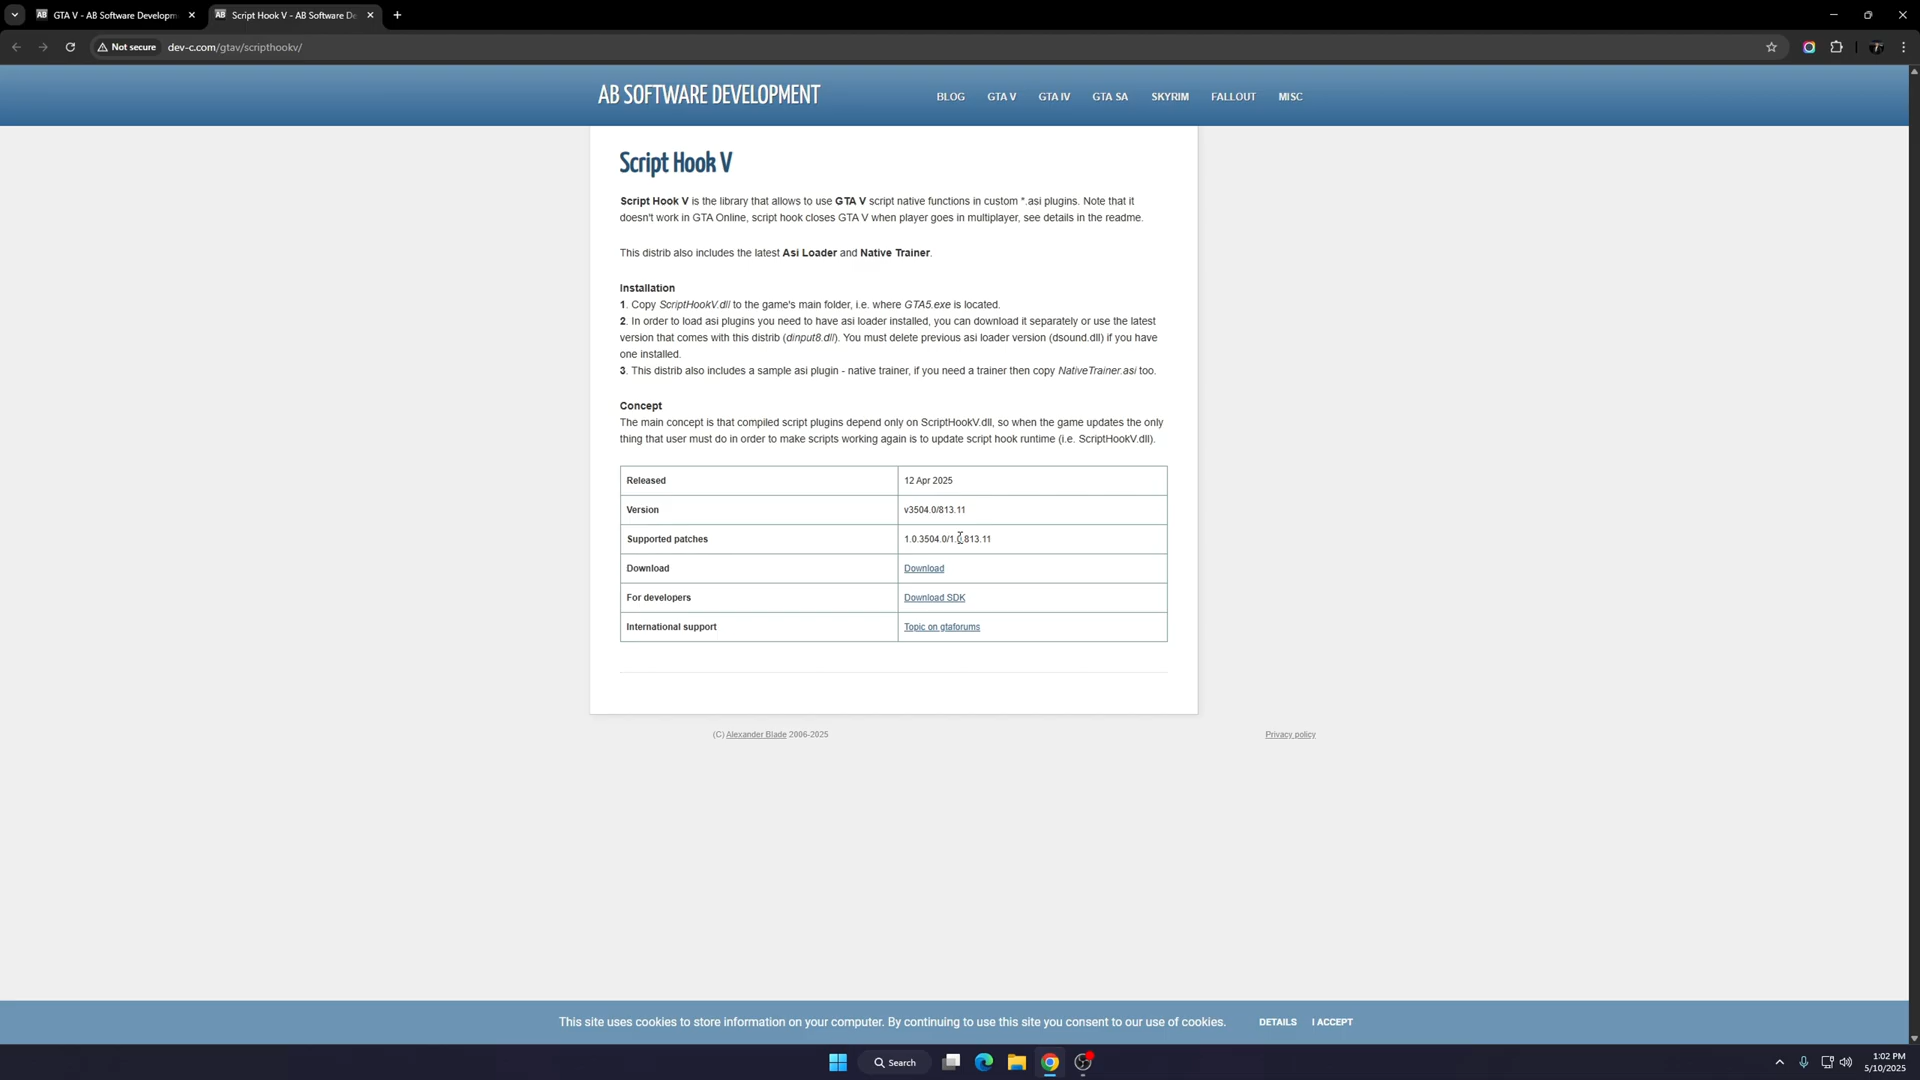 AB GTA V - AB Software Developm
AB Script Hook V - AB Software De
Not secure dev-c.com/gtav/scripthookv/
AB SOFTWARE DEVELOPMENT
BLOG GTA V GTA IV GTA SA SKYRIM FALLOUT MISC
Script Hook V
Script Hook V is the library that allows to use GTA V script native functions in custom *.asi plugins. Note that it
doesn't work in GTA Online, script hook closes GTA V when player goes in multiplayer, see details in the readme.
This distrib also includes the latest Asi Loader and Native Trainer.
Installation
1. Copy ScriptHookV.dll to the game's main folder, i.e. where GTA5.exe is located.
2. In order to load asi plugins you need to have asi loader installed, you can download it separately or use the latest
version that comes with this distrib (dinput8.dll). You must delete previous asi loader version (dsound.dll) if you have
one installed.
3. This distrib also includes a sample asi plugin - native trainer, if you need a trainer then copy NativeTrainer.asi too.
Concept
The main concept is that compiled script plugins depend only on ScriptHookV.dll, so when the game updates the only
thing that user must do in order to make scripts working again is to update script hook runtime (i.e. ScriptHookV.dll).
Released 12 Apr 2025
Version v3504.0/813.11
Supported patches 1.0.3504.0/1.0.813.11
Download Download
For developers Download SDK
International support Topic on gtaforums
(C) Alexander Blade 2006-2025
Privacy policy
This site uses cookies to store information on your computer. By continuing to use this site you consent to our use of cookies. DETAILS I ACCEPT
Search
1:02 PM
5/10/2025